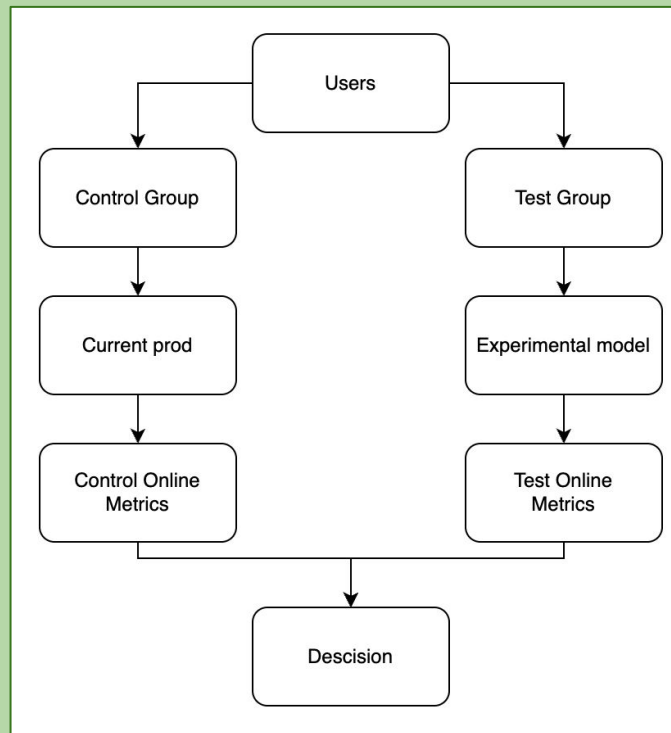 Users
Control Group
Test Group
Current prod
Experimental model
Control Online
Metrics
Test Online
Metrics
Descision